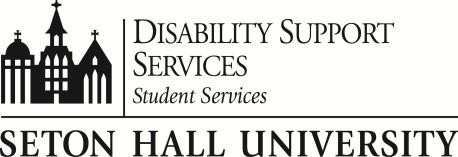 DISABILITY SUPPORT
SERVICES
Student Services
SETON HALL UNIVERSITY